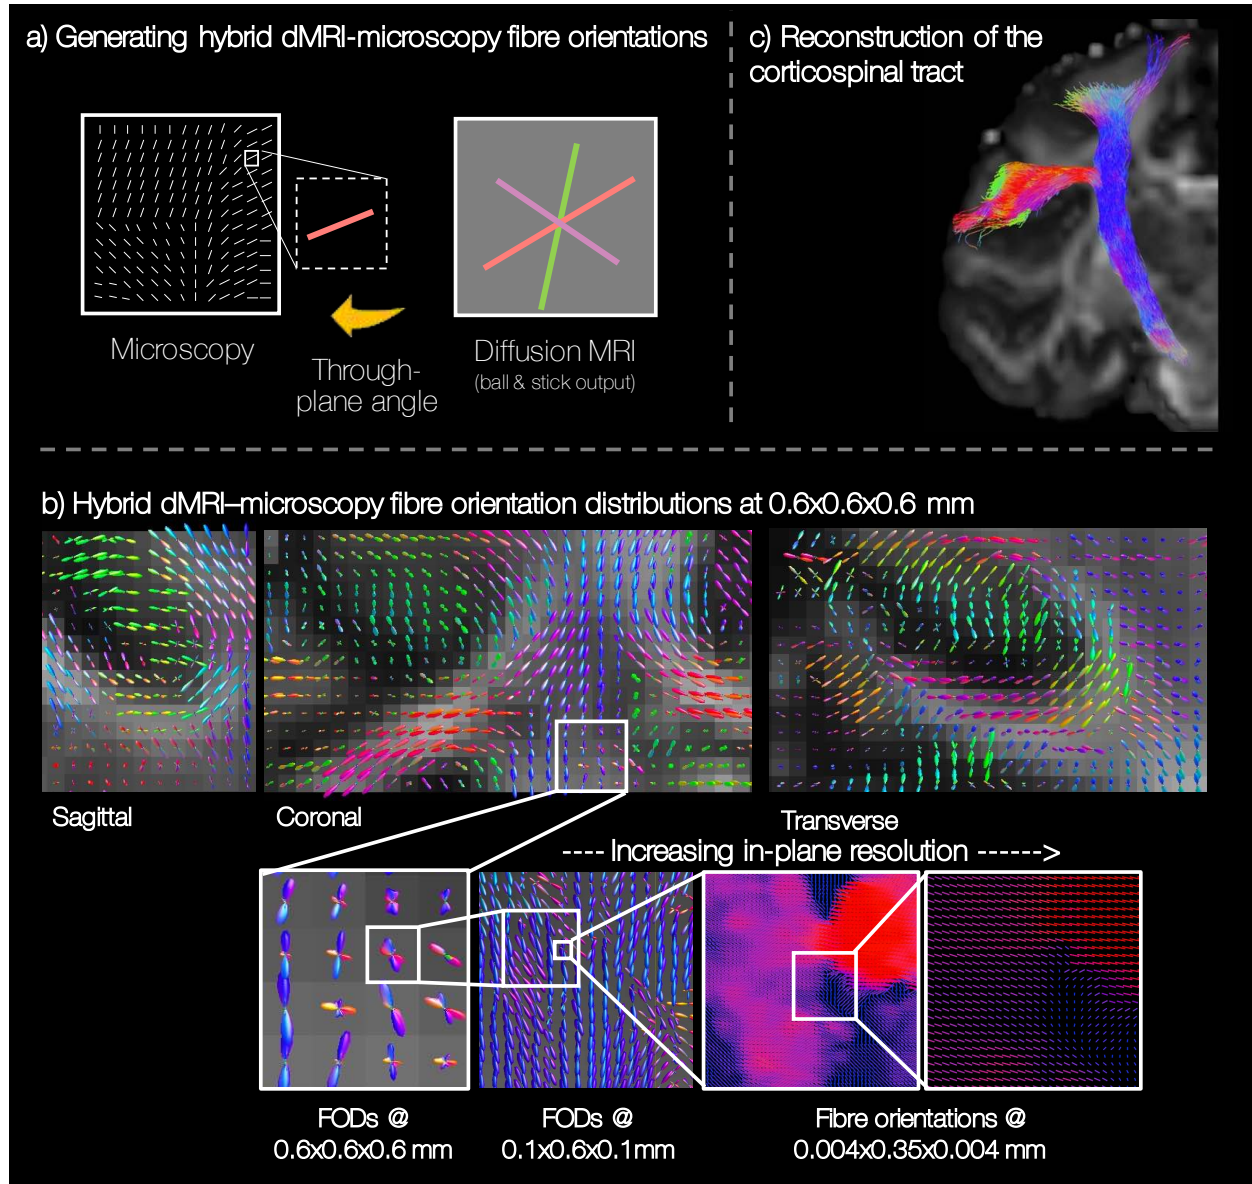 a) Generating hybrid dMRI-microscopy fibre orientations
Microscopy
Through-
plane angle
Diffusion MRI
(ball & stick output)
c) Reconstruction of the
corticospinal tract
b) Hybrid dMRI–microscopy fibre orientation distributions at 0.6x0.6x0.6 mm
Sagittal
Coronal
Transverse
---- Increasing in-plane resolution ------>
FODs @
0.6x0.6x0.6 mm
FODs @
0.1x0.6x0.1mm
Fibre orientations @
0.004x0.35x0.004 mm